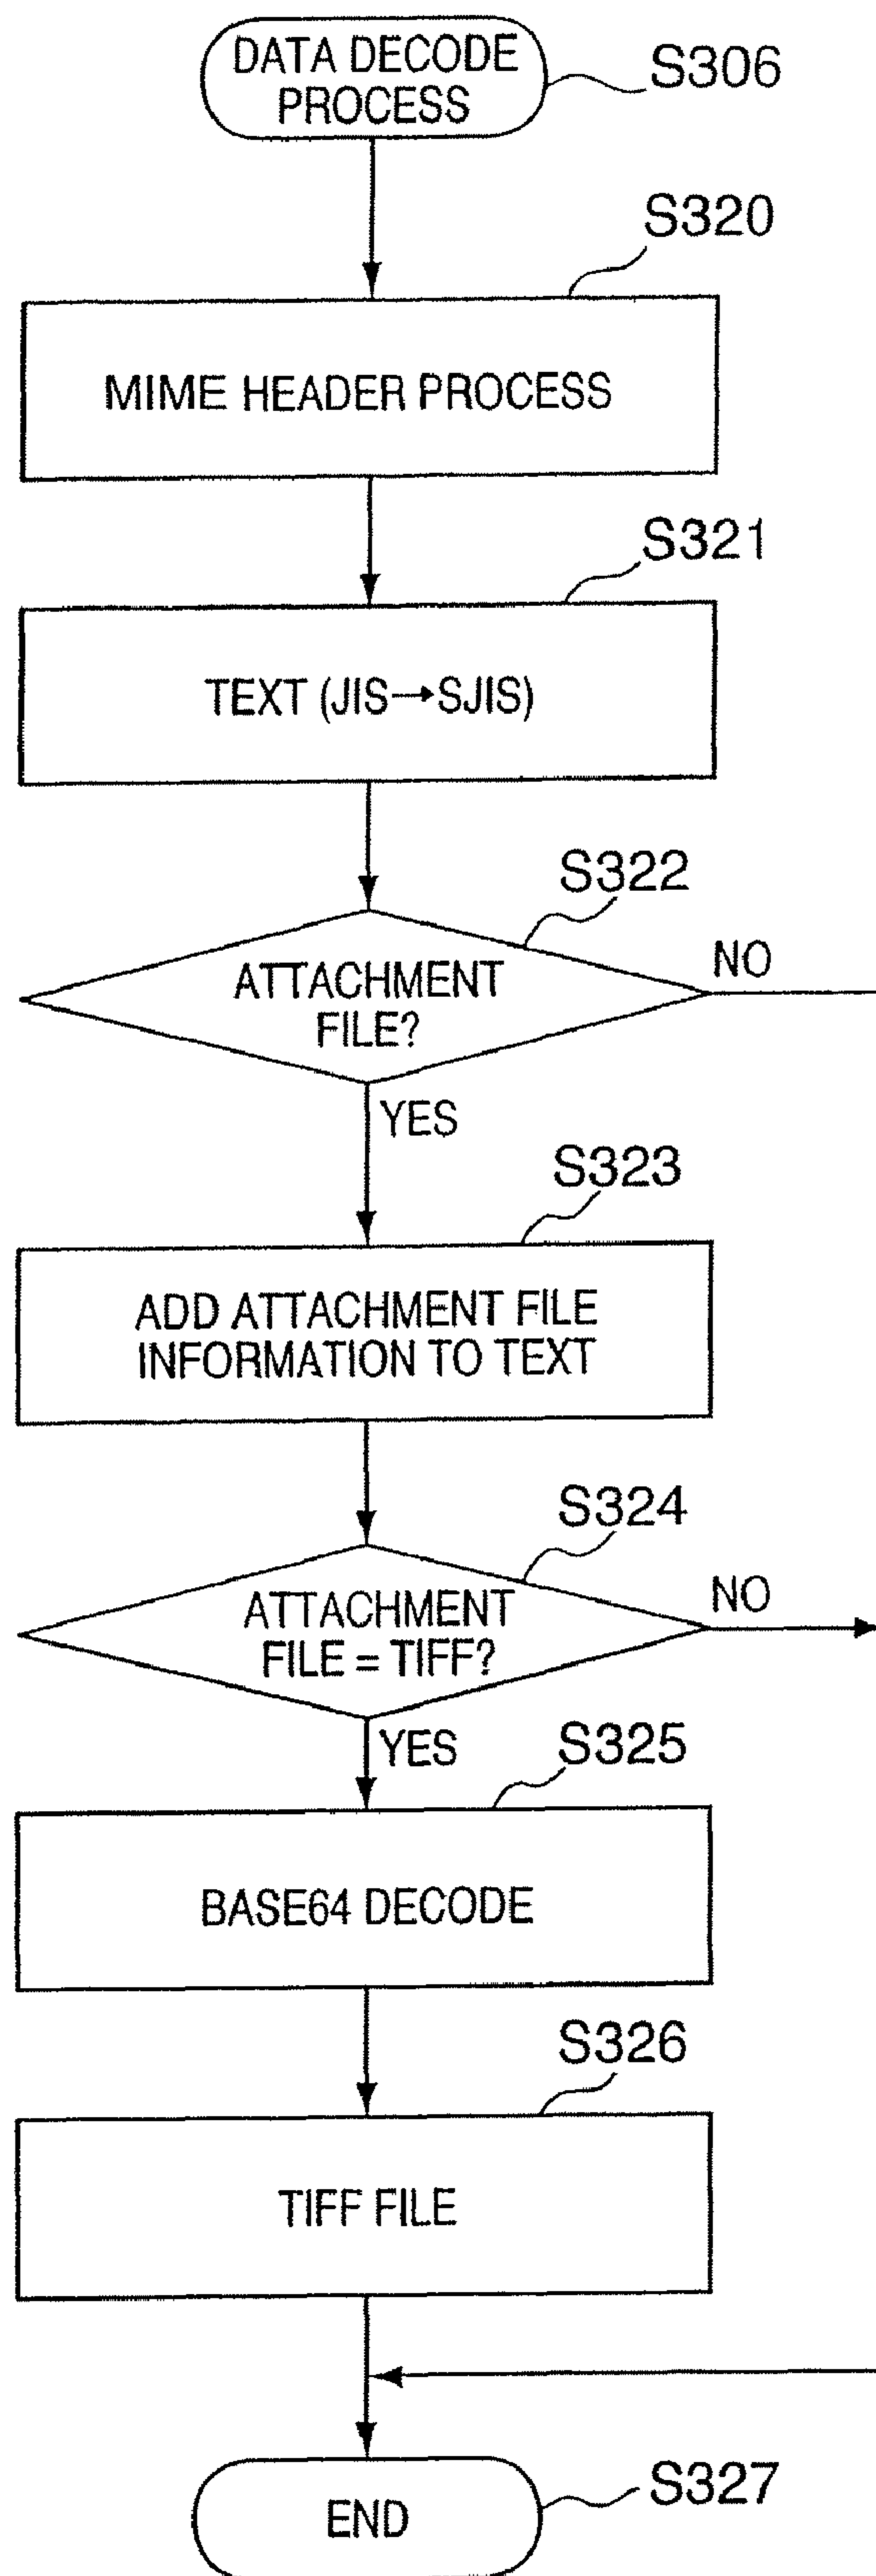 DATA DECODE
PROCESS
S306
S320
MIME HEADER PROCESS
S321
TEXT (JIS→SJIS)
S322
ATTACHMENT
FILE?
NO
YES
S323
ADD ATTACHMENT FILE
INFORMATION TO TEXT
S324
ATTACHMENT
FILE = TIFF?
NO
YES
S325
BASE64 DECODE
S326
TIFF FILE
END
S327